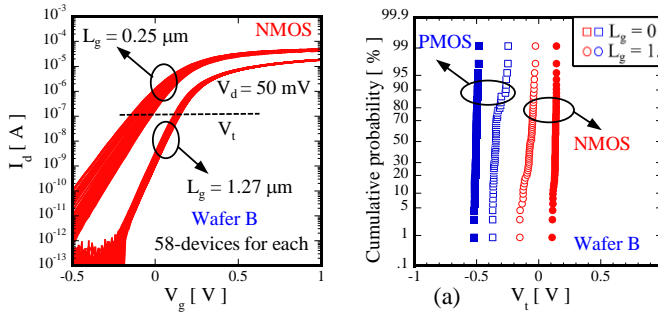 NMOS
L_g = 0.25 µm
V_d = 50 mV
V_t
L_g = 1.27 µm
Wafer B
58-devices for each
10^-4
10^-5
10^-6
10^-7
10^-8
10^-9
10^-10
10^-11
10^-12
10^-13
I_d [ A ]
-0.5
0
0.5
1
V_g [ V ]
99.9
99
95
90
80
70
50
30
20
10
5
1
.1
Cumulative probability [ % ]
L_g = 0
L_g = 1.
PMOS
NMOS
Wafer B
-1
-0.5
0
0.5
(a)
V_t [ V ]